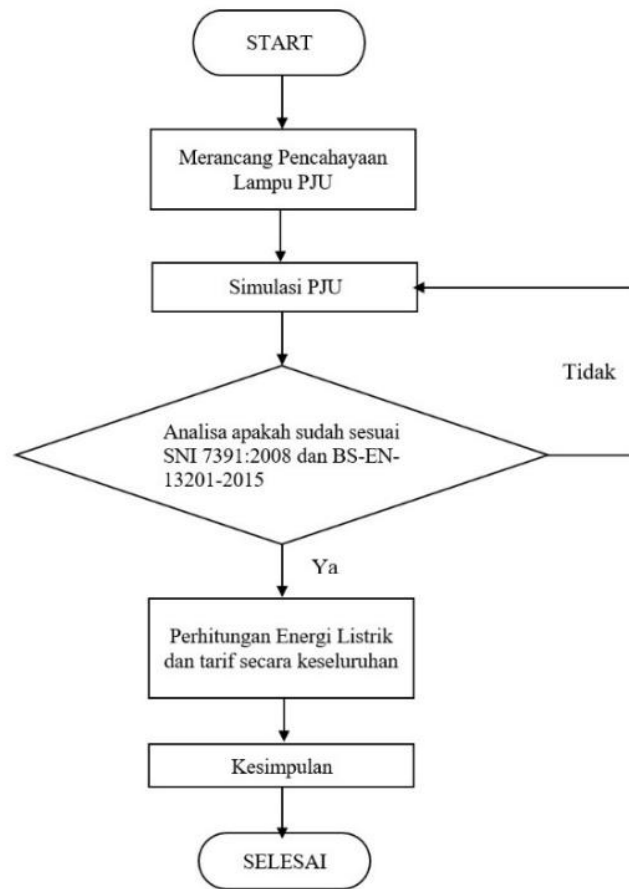 START
Merancang Pencahayaan
Lampu PJU
Simulasi PJU
Tidak
Analisa apakah sudah sesuai
SNI 7391:2008 dan BS-EN-
13201-2015
Ya
Perhitungan Energi Listrik
dan tarif secara keseluruhan
Kesimpulan
SELESAI